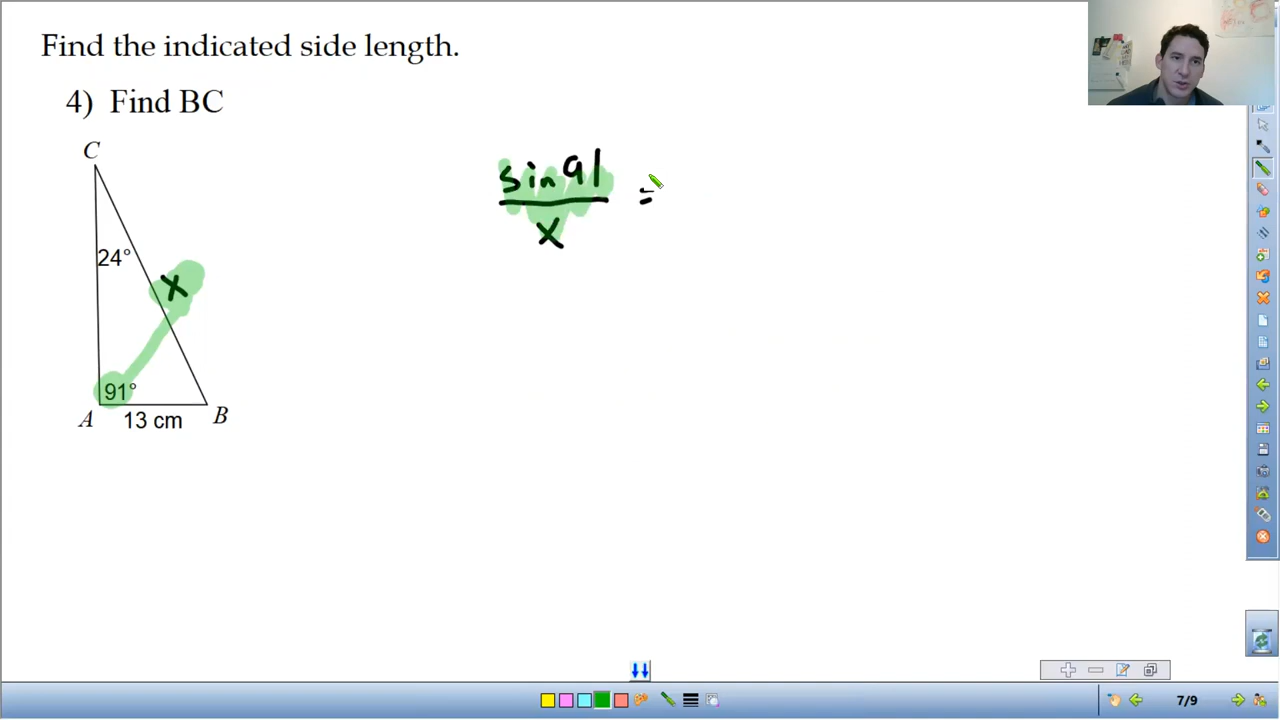 Find the indicated side length.
4) Find BC
C
24°
x
91°
A
13 cm
B
sin 91
=
x
7/9